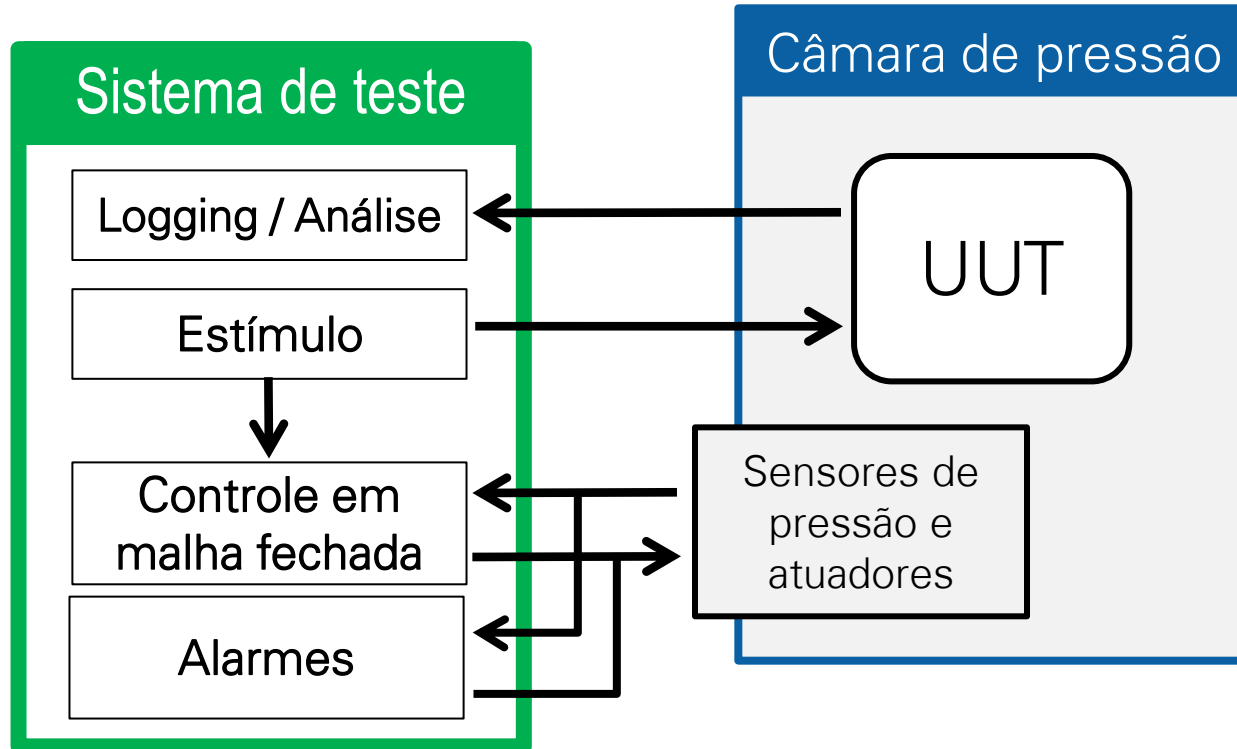 Sistema de teste
Logging / Análise
Estímulo
Controle em
malha fechada
Alarmes
Câmara de pressão
UUT
Sensores de
pressão e
atuadores